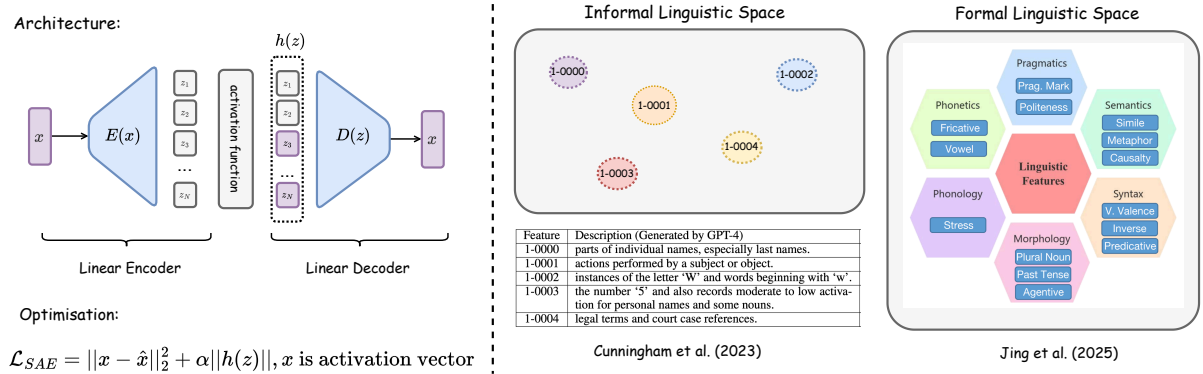 Architecture:
x
E(x)
z₁
z₂
z₃
...
z_N
activation function
h(z)
z₁
z₂
z₃
...
z_N
D(z)
x
Linear Encoder
Linear Decoder
Optimisation:
ℒ_SAE = ||x − x̂||₂² + α||h(z)||, x is activation vector
Informal Linguistic Space
1-0000
1-0001
1-0002
1-0003
1-0004
Feature Description (Generated by GPT-4)
1-0000 parts of individual names, especially last names.
1-0001 actions performed by a subject or object.
1-0002 instances of the letter ‘W’ and words beginning with ‘w’.
1-0003 the number ‘5’ and also records moderate to low activa-
tion for personal names and some nouns.
1-0004 legal terms and court case references.
Cunningham et al. (2023)
Formal Linguistic Space
Pragmatics
Prag. Mark
Politeness
Phonetics
Fricative
Vowel
Semantics
Simile
Metaphor
Causalty
Linguistic
Features
Phonology
Stress
Syntax
V. Valence
Inverse
Predicative
Morphology
Plural Noun
Past Tense
Agentive
Jing et al. (2025)